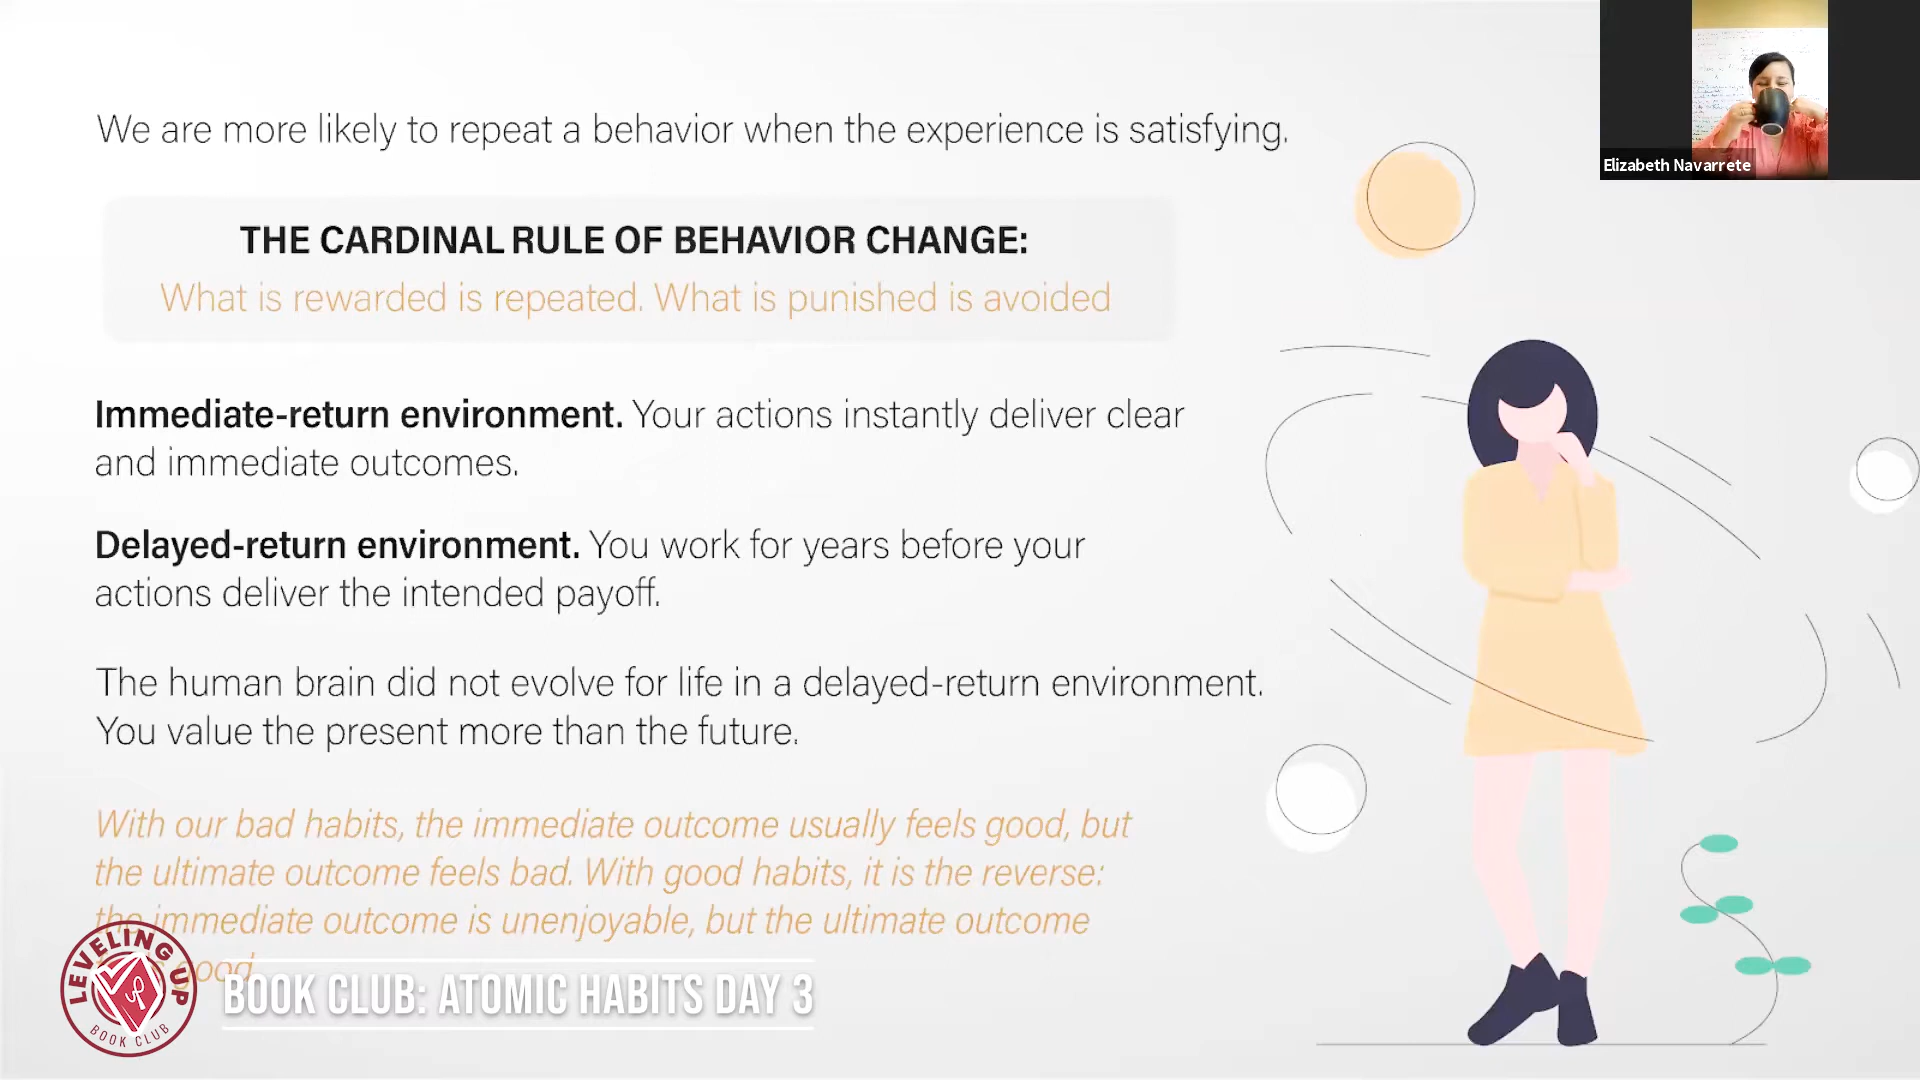 We are more likely to repeat a behavior when the experience is satisfying.
Elizabeth Navarrete
THE CARDINAL RULE OF BEHAVIOR CHANGE:
What is rewarded is repeated. What is punished is avoided
Immediate-return environment. Your actions instantly deliver clear
and immediate outcomes.
Delayed-return environment. You work for years before your
actions deliver the intended payoff.
The human brain did not evolve for life in a delayed-return environment.
You value the present more than the future.
With our bad habits, the immediate outcome usually feels good, but
the ultimate outcome feels bad. With good habits, it is the reverse:
the immediate outcome is unenjoyable, but the ultimate outcome
good.
LEVELING UP
BOOK CLUB
BOOK CLUB: ATOMIC HABITS DAY 3